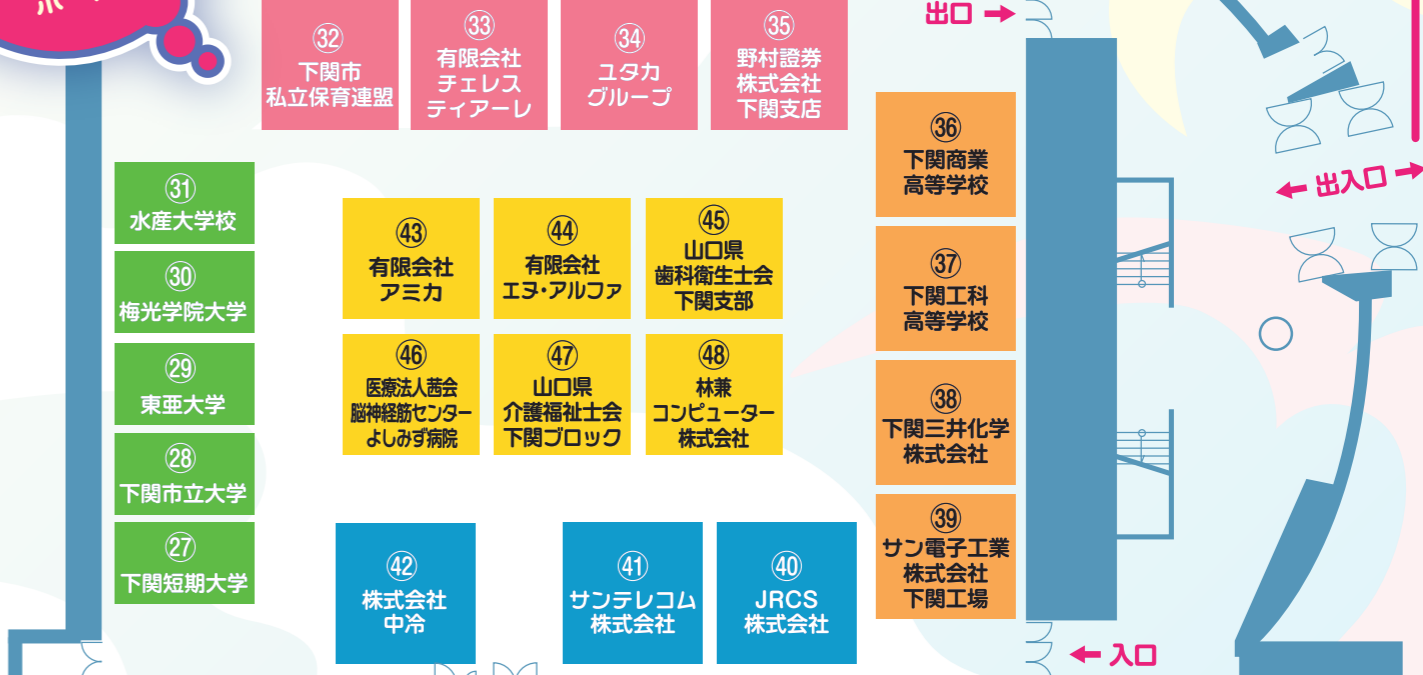 出口
㉜
下関市
私立保育連盟
㉝
有限会社
チェレス
ティアーレ
㉞
ユタカ
グループ
㉟
野村證券
株式会社
下関支店
㊱
下関商業
高等学校
出入口
㉛
水産大学校
㊸
有限会社
アミカ
㊹
有限会社
エヌ・アルファ
㊺
山口県
歯科衛生士会
下関支部
㊲
下関工科
高等学校
㉚
梅光学院大学
㉙
東亜大学
㊻
医療法人茜会
脳神経筋センター
よしみず病院
㊼
山口県
介護福祉士会
下関ブロック
㊽
林兼
コンピューター
株式会社
㊳
下関三井化学
株式会社
㉘
下関市立大学
㉗
下関短期大学
㊷
株式会社
中冷
㊶
サンテレコム
株式会社
㊵
JRCS
株式会社
㊴
サン電子工業
株式会社
下関工場
入口